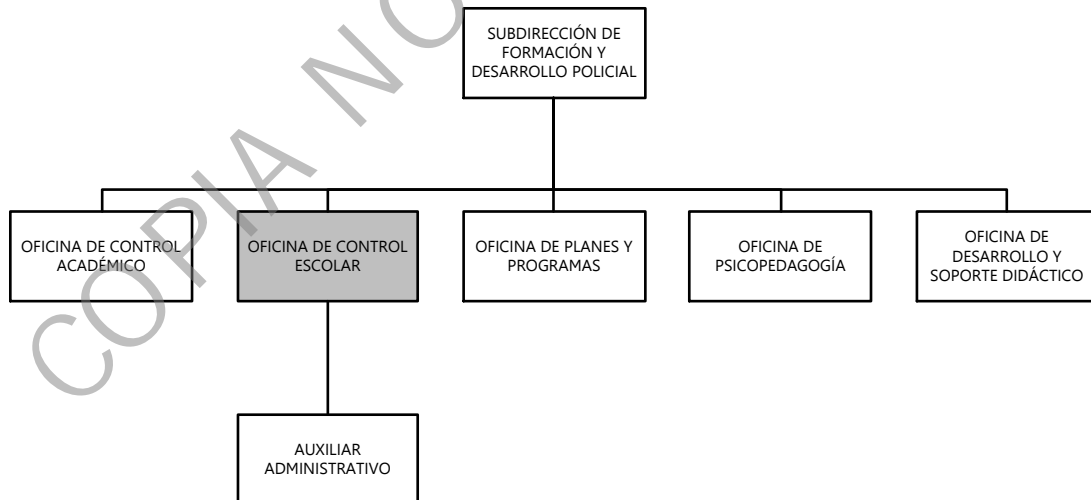 SUBDIRECCIÓN DE
FORMACIÓN Y
DESARROLLO POLICIAL
OFICINA DE CONTROL
ACADÉMICO
OFICINA DE CONTROL
ESCOLAR
OFICINA DE PLANES Y
PROGRAMAS
OFICINA DE
PSICOPEDAGOGÍA
OFICINA DE
DESARROLLO Y
SOPORTE DIDÁCTICO
AUXILIAR
ADMINISTRATIVO
COPIA NO